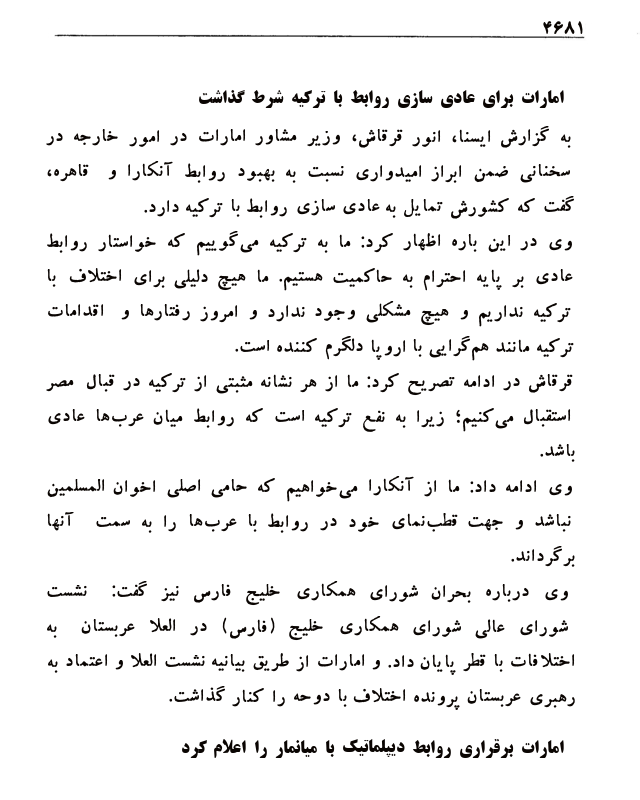 ۴۶۸۱
امارات برای عادی سازی روابط با ترکیه شرط گذاشت
به گزارش ایسنا، انور قرقاش، وزیر مشاور امارات در امور خارجه در
سخنانی ضمن ابراز امیدواری نسبت به بهبود روابط آنکارا و قاهره،
گفت که کشورش تمایل به عادی سازی روابط با ترکیه دارد.
وی در این باره اظهار کرد: ما به ترکیه می‌گوییم که خواستار روابط
عادی بر پایه احترام به حاکمیت هستیم. ما هیچ دلیلی برای اختلاف با
ترکیه نداریم و هیچ مشکلی وجود ندارد و امروز رفتارها و اقدامات
ترکیه مانند هم‌گرایی با اروپا دلگرم کننده است.
قرقاش در ادامه تصریح کرد: ما از هر نشانه مثبتی از ترکیه در قبال مصر
استقبال می‌کنیم؛ زیرا به نفع ترکیه است که روابط میان عرب‌ها عادی
باشد.
وی ادامه داد: ما از آنکارا می‌خواهیم که حامی اصلی اخوان المسلمین
نباشد و جهت قطب‌نمای خود در روابط با عرب‌ها را به سمت آنها
برگرداند.
وی درباره بحران شورای همکاری خلیج فارس نیز گفت: نشست
شورای عالی شورای همکاری خلیج (فارس) در العلا عربستان به
اختلافات با قطر پایان داد. و امارات از طریق بیانیه نشست العلا و اعتماد به
رهبری عربستان پرونده اختلاف با دوحه را کنار گذاشت.
امارات برقراری روابط دیپلماتیک با میانمار را اعلام کرد